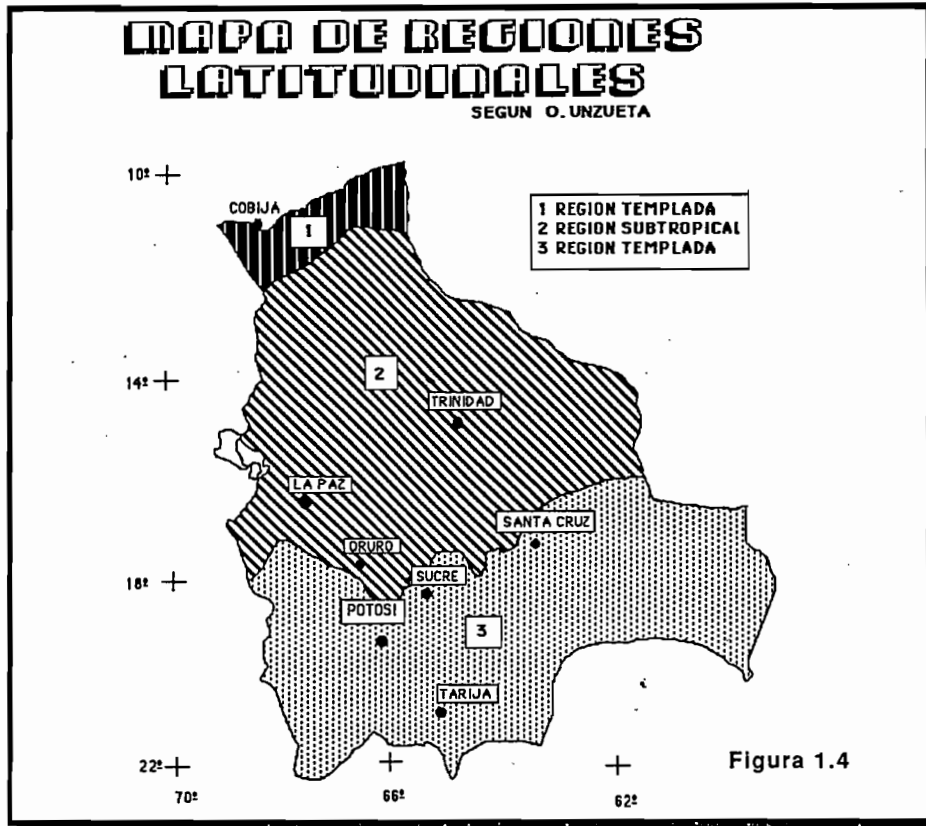 MAPA DE REGIONES
LATITUDINALES
SEGUN O. UNZUETA
10º
COBIJA
1
1 REGION TEMPLADA
2 REGION SUBTROPICAL
3 REGION TEMPLADA
14º
2
TRINIDAD
LA PAZ
SANTA CRUZ
ORURO
18º
SUCRE
POTOSI
3
TARIJA
22º
Figura 1.4
70º
66º
62º